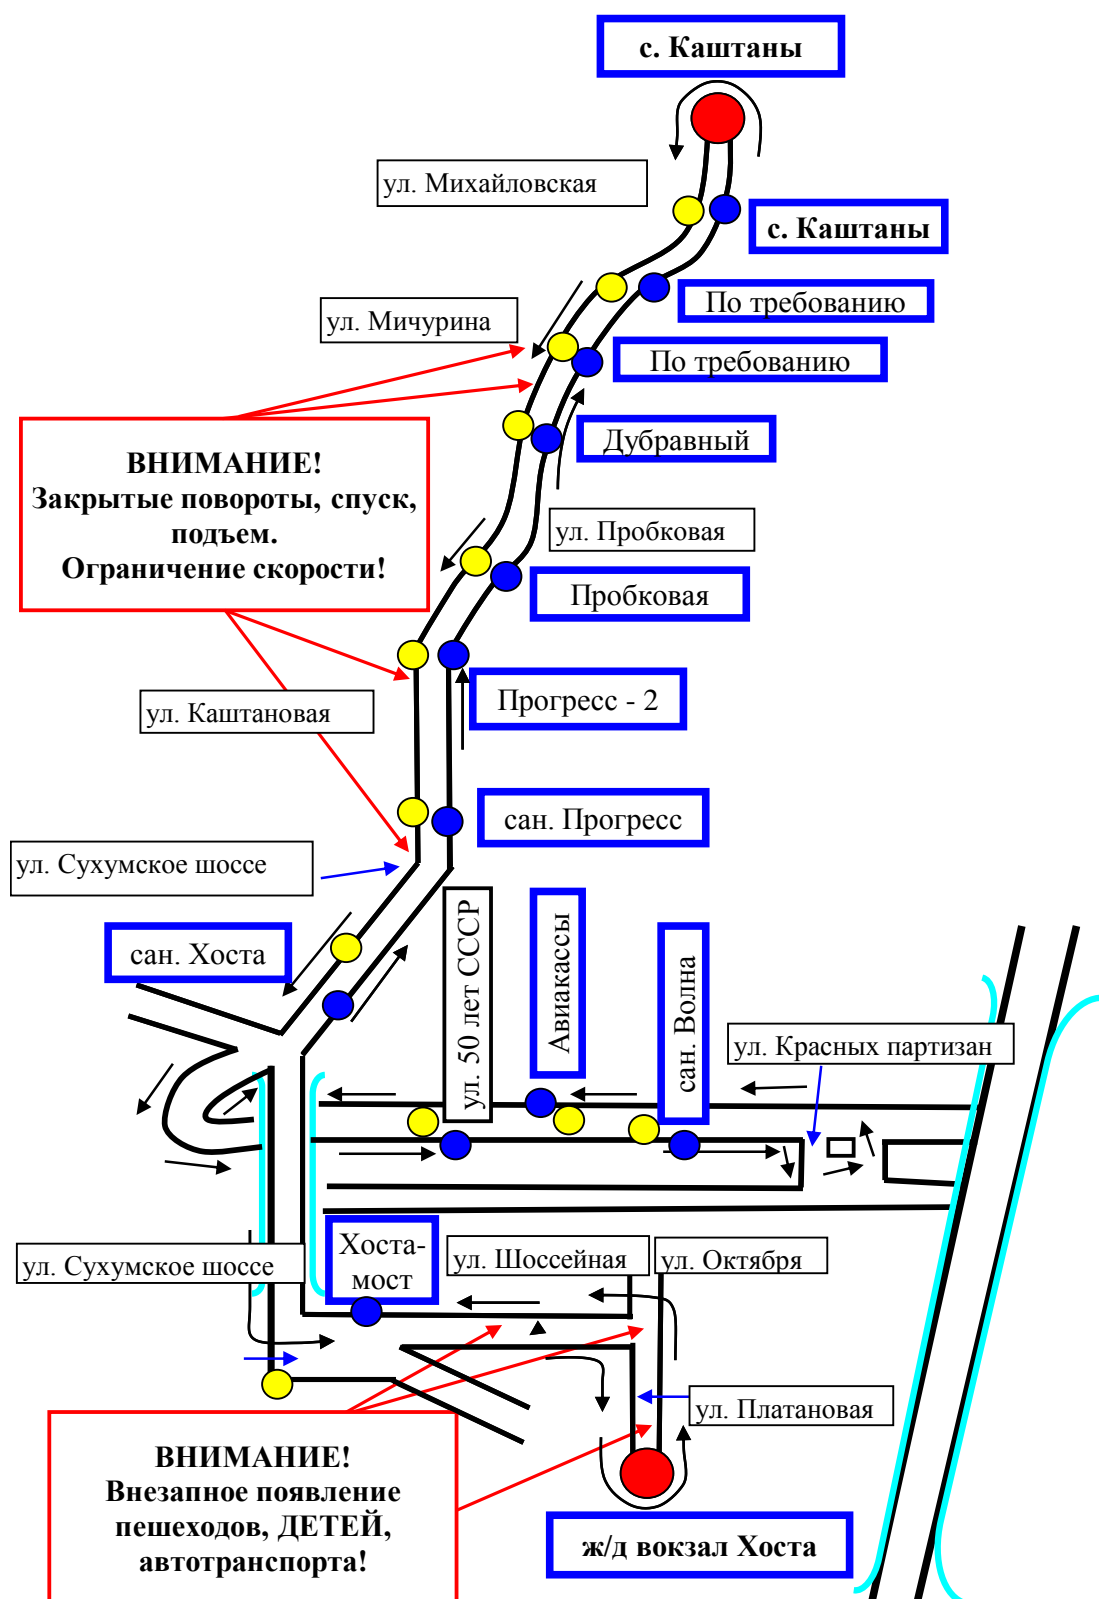 с. Каштаны
ул. Михайловская
с. Каштаны
По требованию
ул. Мичурина
По требованию
Дубравный
ВНИМАНИЕ!
Закрытые повороты, спуск,
подъем.
Ограничение скорости!
ул. Пробковая
Пробковая
Прогресс - 2
ул. Каштановая
сан. Прогресс
ул. Сухумское шоссе
сан. Хоста
ул. 50 лет СССР
Авиакассы
сан. Волна
ул. Красных партизан
Хоста-
мост
ул. Сухумское шоссе
ул. Шоссейная
ул. Октября
ул. Платановая
ВНИМАНИЕ!
Внезапное появление
пешеходов, ДЕТЕЙ,
автотранспорта!
ж/д вокзал Хоста